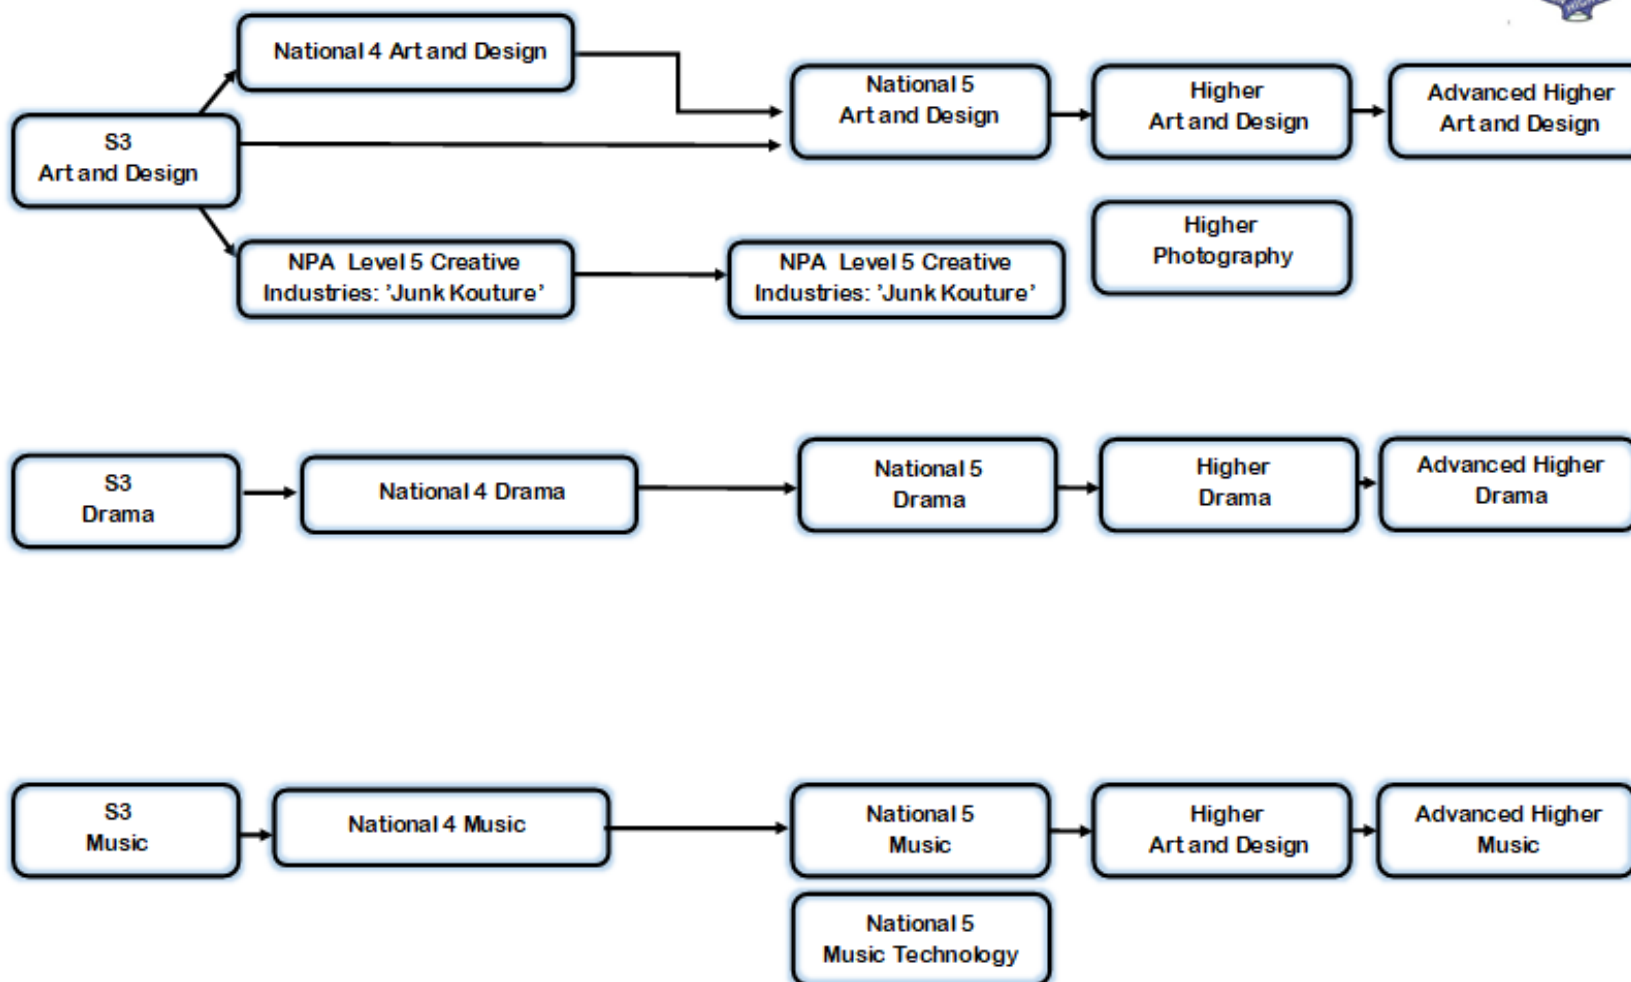 National 4 Art and Design
National 5
Art and Design
Higher
Art and Design
Advanced Higher
Art and Design
S3
Art and Design
Higher
Photography
NPA Level 5 Creative
Industries: ’Junk Kouture’
NPA Level 5 Creative
Industries: ’Junk Kouture’
S3
Drama
National 4 Drama
National 5
Drama
Higher
Drama
Advanced Higher
Drama
S3
Music
National 4 Music
National 5
Music
Higher
Art and Design
Advanced Higher
Music
National 5
Music Technology